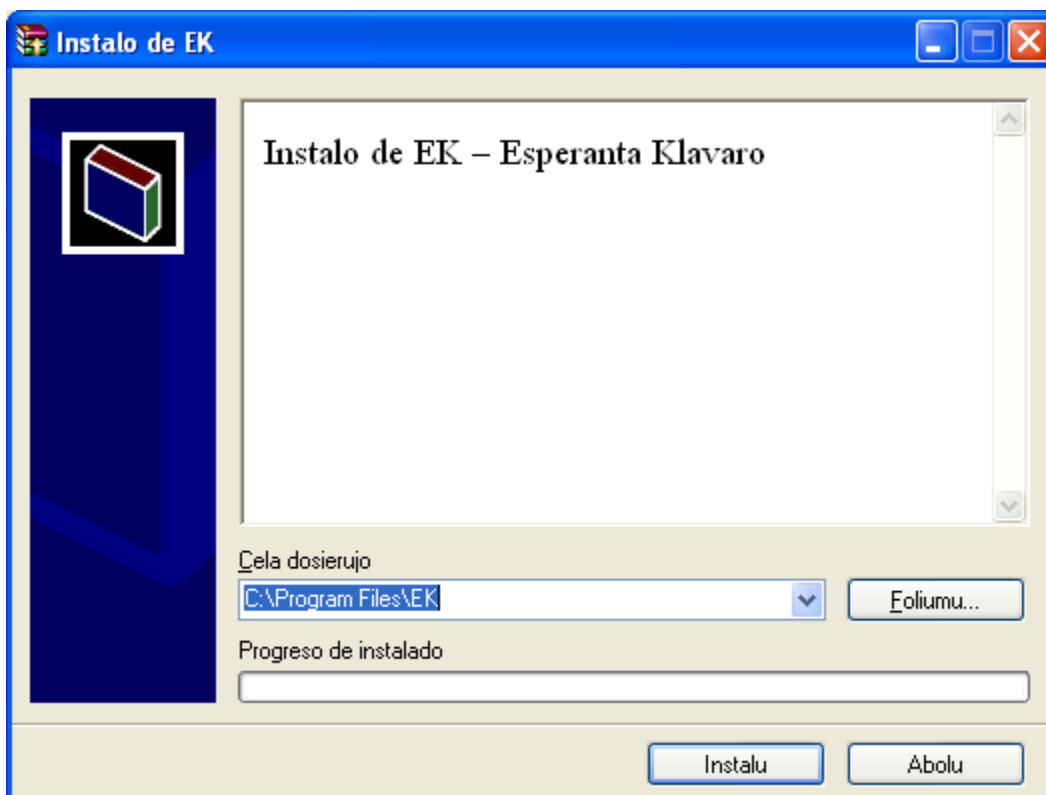 Instalo de EK
Instalo de EK – Esperanta Klavaro
Cela dosierujo
C:\Program Files\EK
Foliumu...
Progreso de instalado
Instalu
Abolu